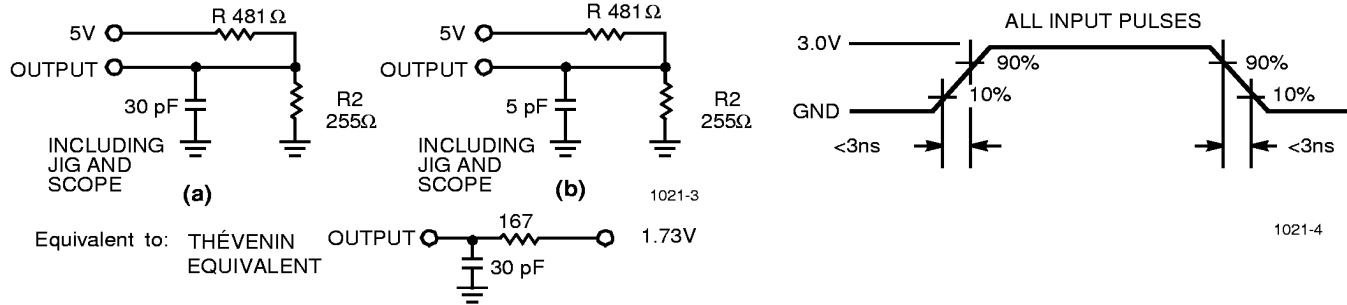 R 481Ω
5V
OUTPUT
30 pF
R2
255Ω
INCLUDING
JIG AND
SCOPE
(a)
R 481Ω
5V
OUTPUT
5 pF
R2
255Ω
INCLUDING
JIG AND
SCOPE
(b)
1021-3
ALL INPUT PULSES
3.0V
90%
10%
GND
90%
10%
<3ns
<3ns
1021-4
Equivalent to: THÉVENIN
EQUIVALENT
OUTPUT
167
1.73V
30 pF